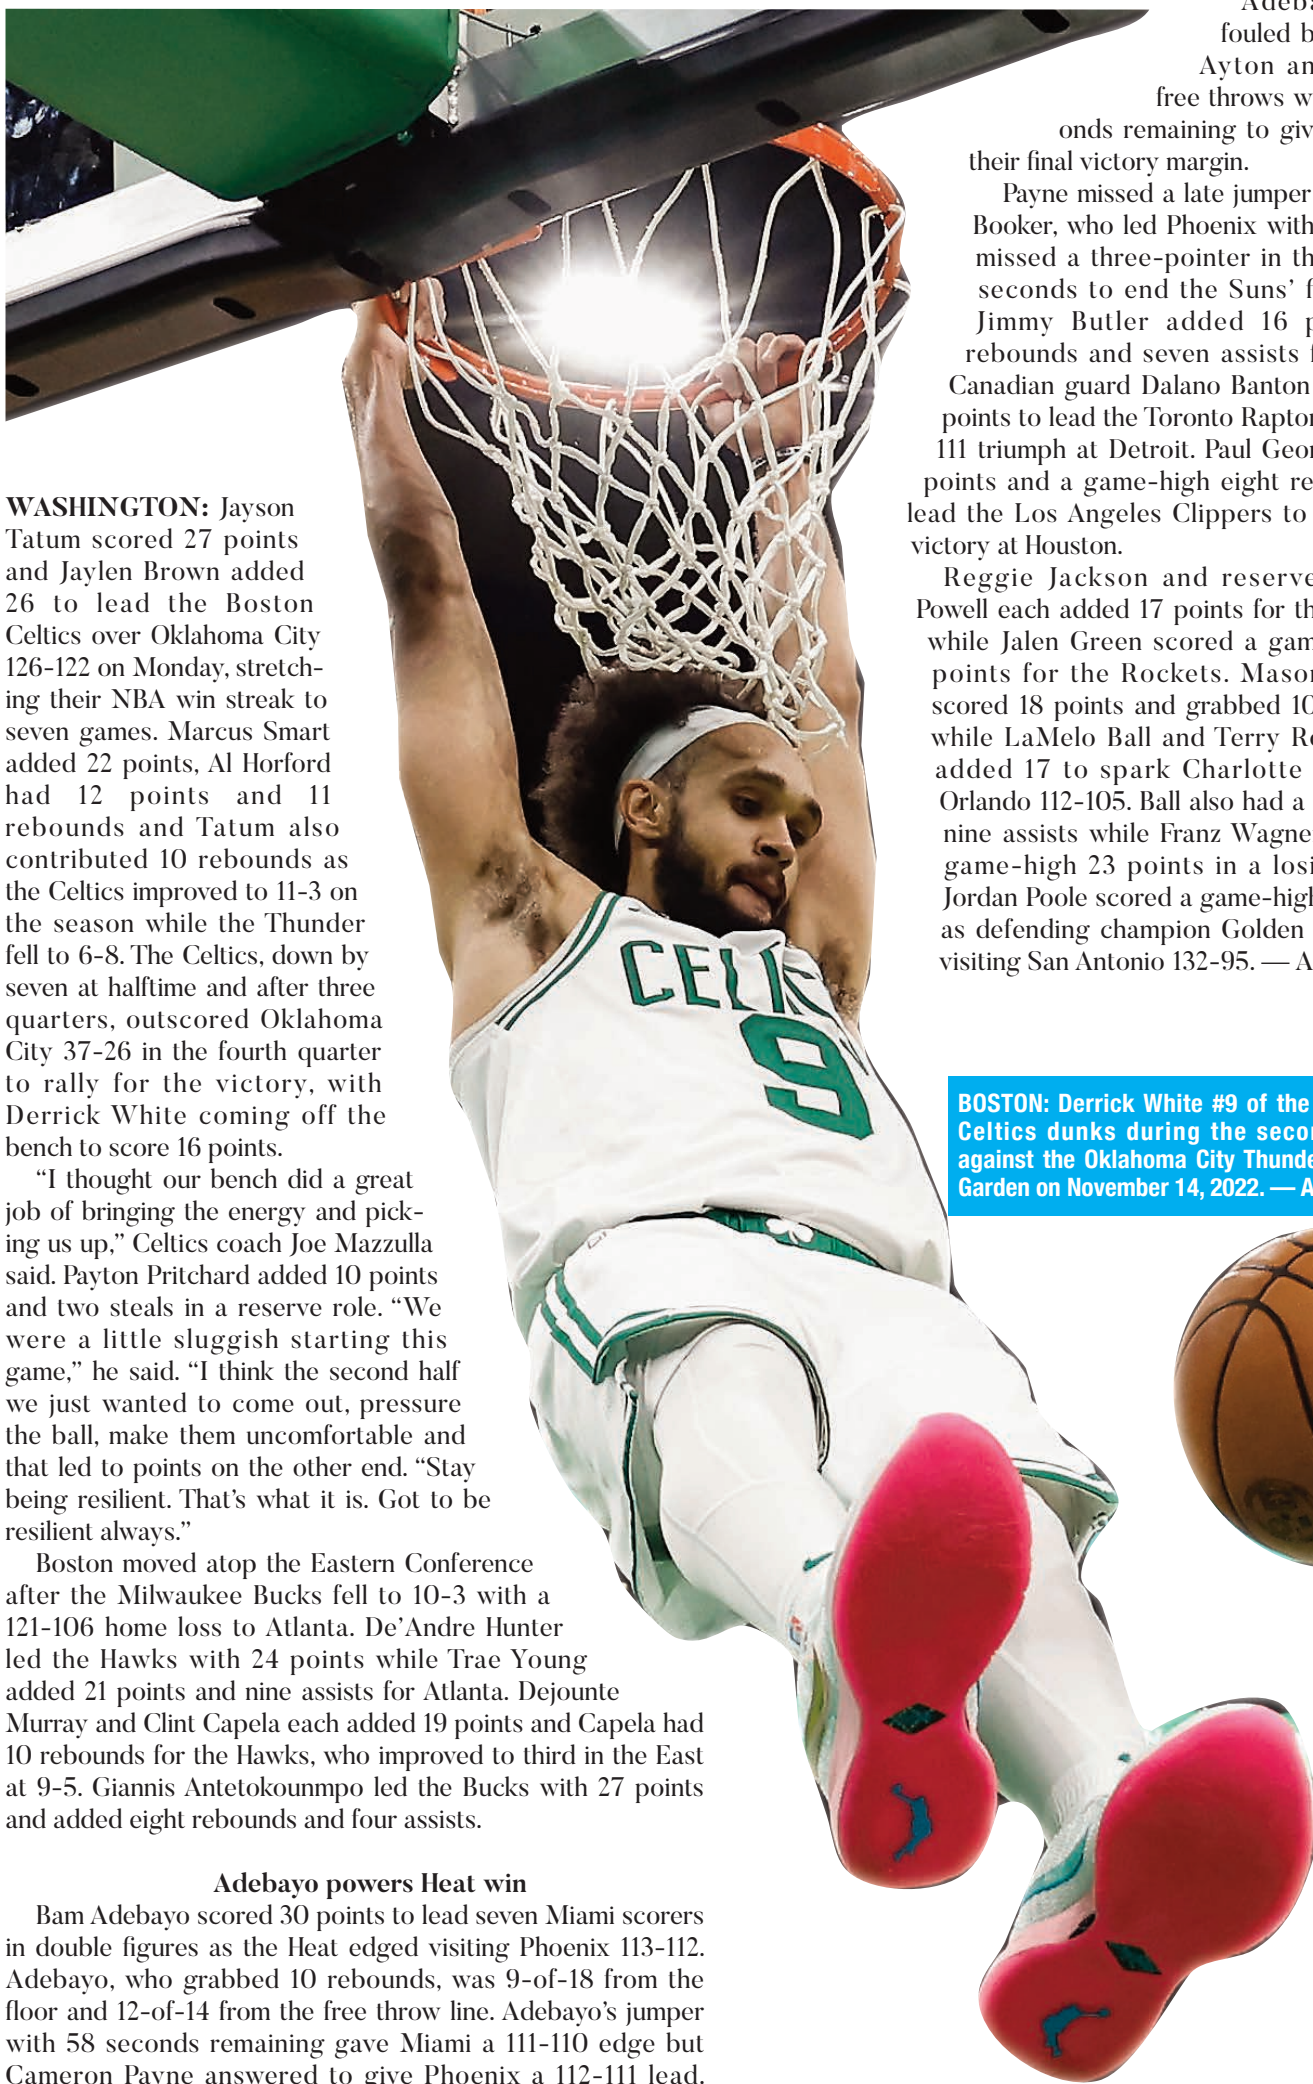 WASHINGTON: Jayson
Tatum scored 27 points
and Jaylen Brown added
26 to lead the Boston
Celtics over Oklahoma City
126-122 on Monday, stretch-
ing their NBA win streak to
seven games. Marcus Smart
added 22 points, Al Horford
had 12 points and 11
rebounds and Tatum also
contributed 10 rebounds as
the Celtics improved to 11-3 on
the season while the Thunder
fell to 6-8. The Celtics, down by
seven at halftime and after three
quarters, outscored Oklahoma
City 37-26 in the fourth quarter
to rally for the victory, with
Derrick White coming off the
bench to score 16 points.
“I thought our bench did a great
job of bringing the energy and pick-
ing us up,” Celtics coach Joe Mazzulla
said. Payton Pritchard added 10 points
and two steals in a reserve role. “We
were a little sluggish starting this
game,” he said. “I think the second half
we just wanted to come out, pressure
the ball, make them uncomfortable and
that led to points on the other end. “Stay
being resilient. That’s what it is. Got to be
resilient always.”
Boston moved atop the Eastern Conference
after the Milwaukee Bucks fell to 10-3 with a
121-106 home loss to Atlanta. De’Andre Hunter
led the Hawks with 24 points while Trae Young
added 21 points and nine assists for Atlanta. Dejounte
Murray and Clint Capela each added 19 points and Capela had
10 rebounds for the Hawks, who improved to third in the East
at 9-5. Giannis Antetokounmpo led the Bucks with 27 points
and added eight rebounds and four assists.
Adebayo powers Heat win
Bam Adebayo scored 30 points to lead seven Miami scorers
in double figures as the Heat edged visiting Phoenix 113-112.
Adebayo, who grabbed 10 rebounds, was 9-of-18 from the
floor and 12-of-14 from the free throw line. Adebayo’s jumper
with 58 seconds remaining gave Miami a 111-110 edge but
Cameron Payne answered to give Phoenix a 112-111 lead.
fouled
Ayton
free throws
onds remaining to
their final victory margin.
Payne missed a late jumper
Booker, who led Phoenix with
missed a three-pointer in
seconds to end the Suns’
Jimmy Butler added 16
rebounds and seven assists
Canadian guard Dalano Banton
points to lead the Toronto
111 triumph at Detroit. Paul
points and a game-high eight
lead the Los Angeles Clippers to
victory at Houston.
Reggie Jackson and reserve
Powell each added 17 points for
while Jalen Green scored a
points for the Rockets.
scored 18 points and grabbed 10
while LaMelo Ball and Terry
added 17 to spark Charlotte
Orlando 112-105. Ball also had a
nine assists while Franz
game-high 23 points in a
Jordan Poole scored a game-high
as defending champion Golden
visiting San Antonio 132-95. —
CELTICS
9
BOSTON: Derrick White #9 of the
Celtics dunks during the
against the Oklahoma City
Garden on November 14, 2022. —